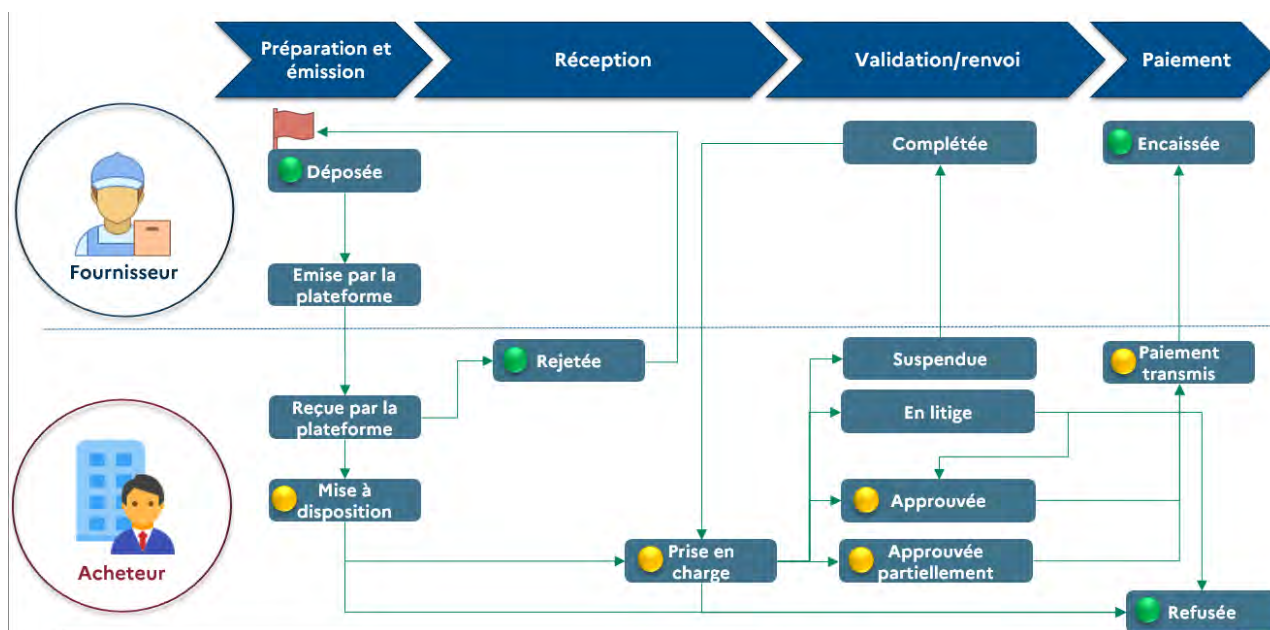 Préparation et
émission
Réception
Validation/renvoi
Paiement
Déposée
Complétée
Encaissée
Fournisseur
Emise par la
plateforme
Rejetée
Suspendue
Paiement
transmis
Reçue par la
plateforme
En litige
Mise à
disposition
Approuvée
Acheteur
Prise en
charge
Approuvée
partiellement
Refusée